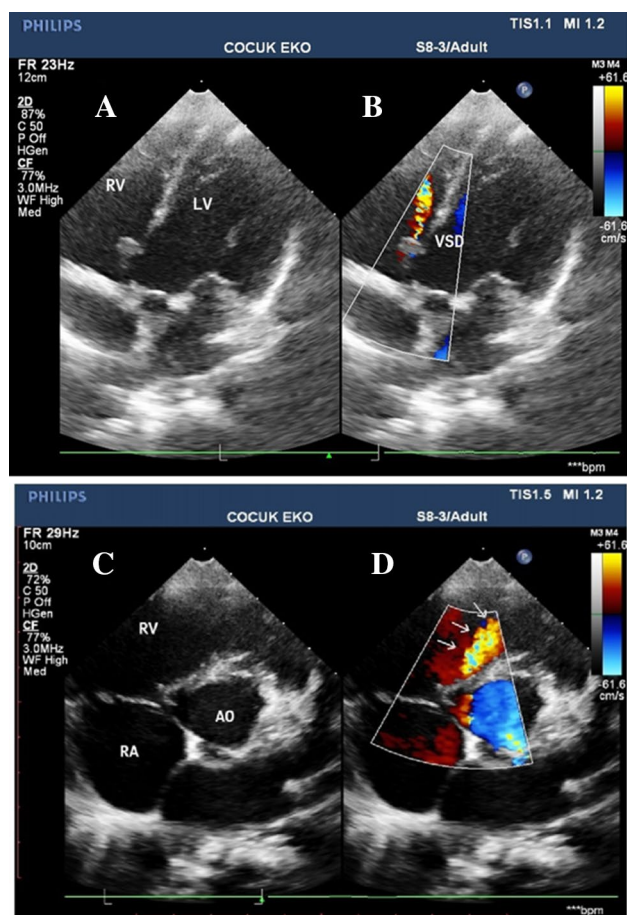 PHILIPS
TIS1.1 MI 1.2
COCUK EKO
S8-3/Adult
FR 23Hz
12cm
2D
87%
C 50
P Off
HGen
CF
77%
3.0MHz
WF High
Med
A
B
P
M3 M4
+61.6
-61.6
cm/s
RV
LV
VSD
***bpm
PHILIPS
TIS1.5 MI 1.2
COCUK EKO
S8-3/Adult
FR 29Hz
10cm
2D
72%
C 50
P Off
HGen
CF
77%
3.0MHz
WF High
Med
C
D
P
M3 M4
+61.6
-61.6
cm/s
RV
AO
RA
***bpm